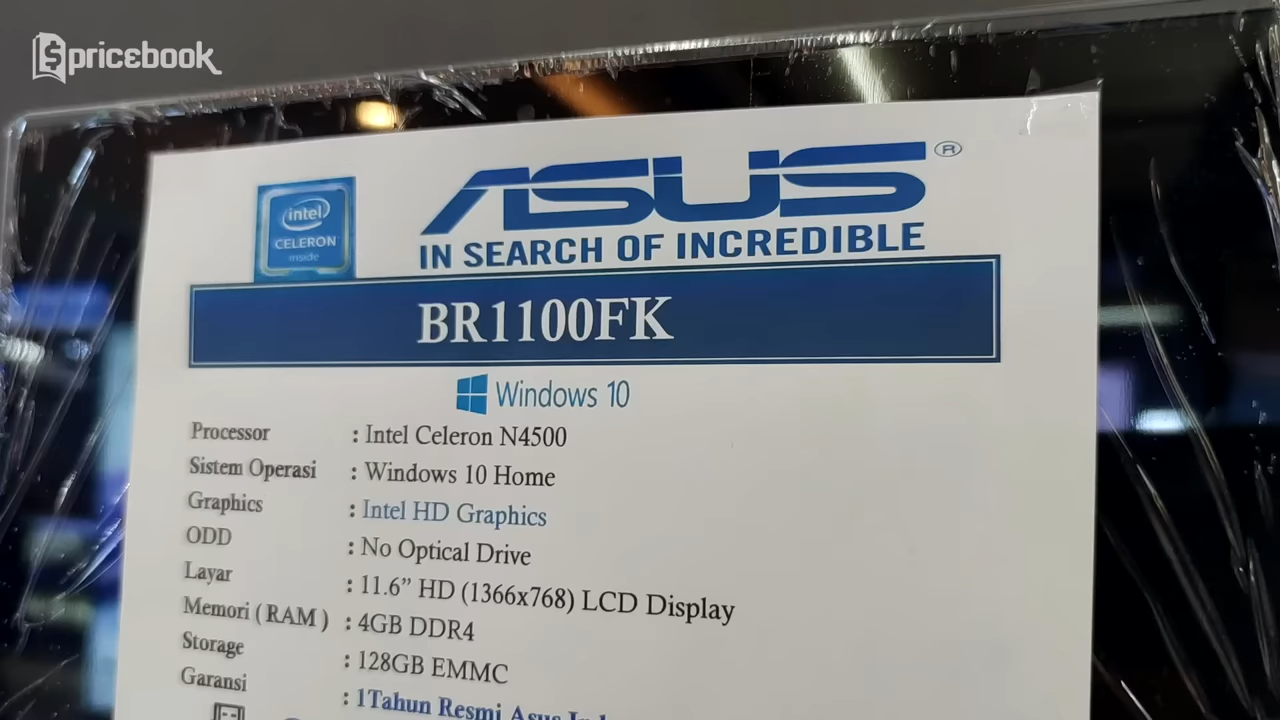 pricebook
ASUS®
intel
CELERON
inside
IN SEARCH OF INCREDIBLE
BR1100FK
Windows 10
Processor : Intel Celeron N4500
Sistem Operasi : Windows 10 Home
Graphics : Intel HD Graphics
ODD : No Optical Drive
Layar : 11.6” HD (1366x768) LCD Display
Memori ( RAM ) : 4GB DDR4
Storage : 128GB EMMC
Garansi : 1Tahun Resmi Asus